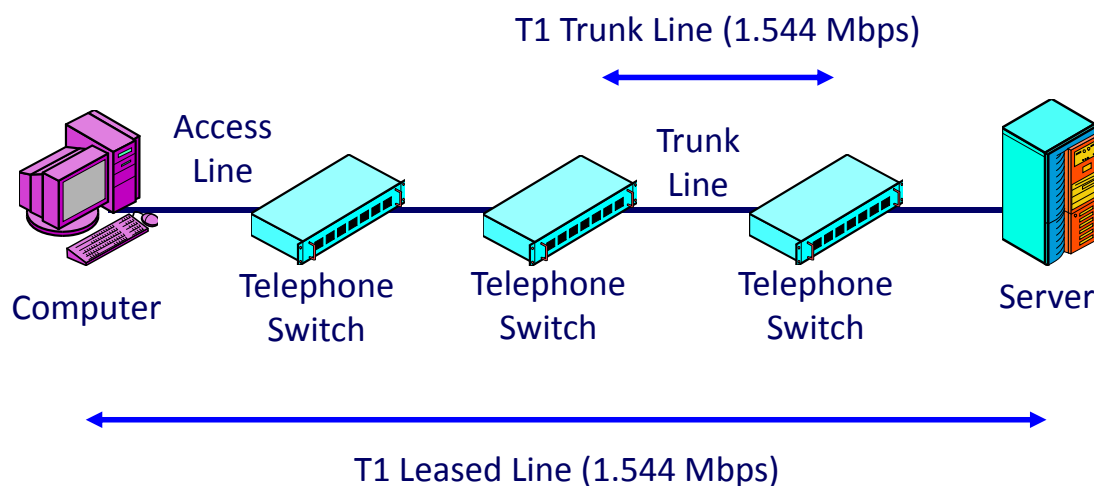 T1 Trunk Line (1.544 Mbps)
Access
Line
Trunk
Line
Computer
Telephone
Switch
Telephone
Switch
Telephone
Switch
Server
T1 Leased Line (1.544 Mbps)